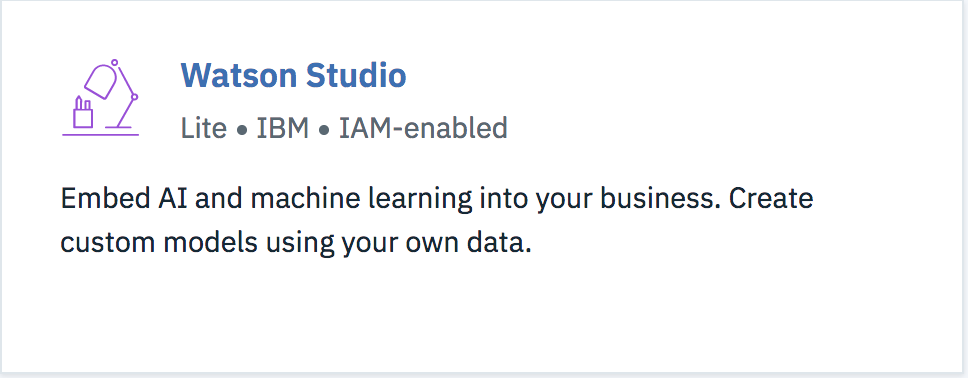 Watson Studio
Lite • IBM • IAM-enabled
Embed AI and machine learning into your business. Create
custom models using your own data.